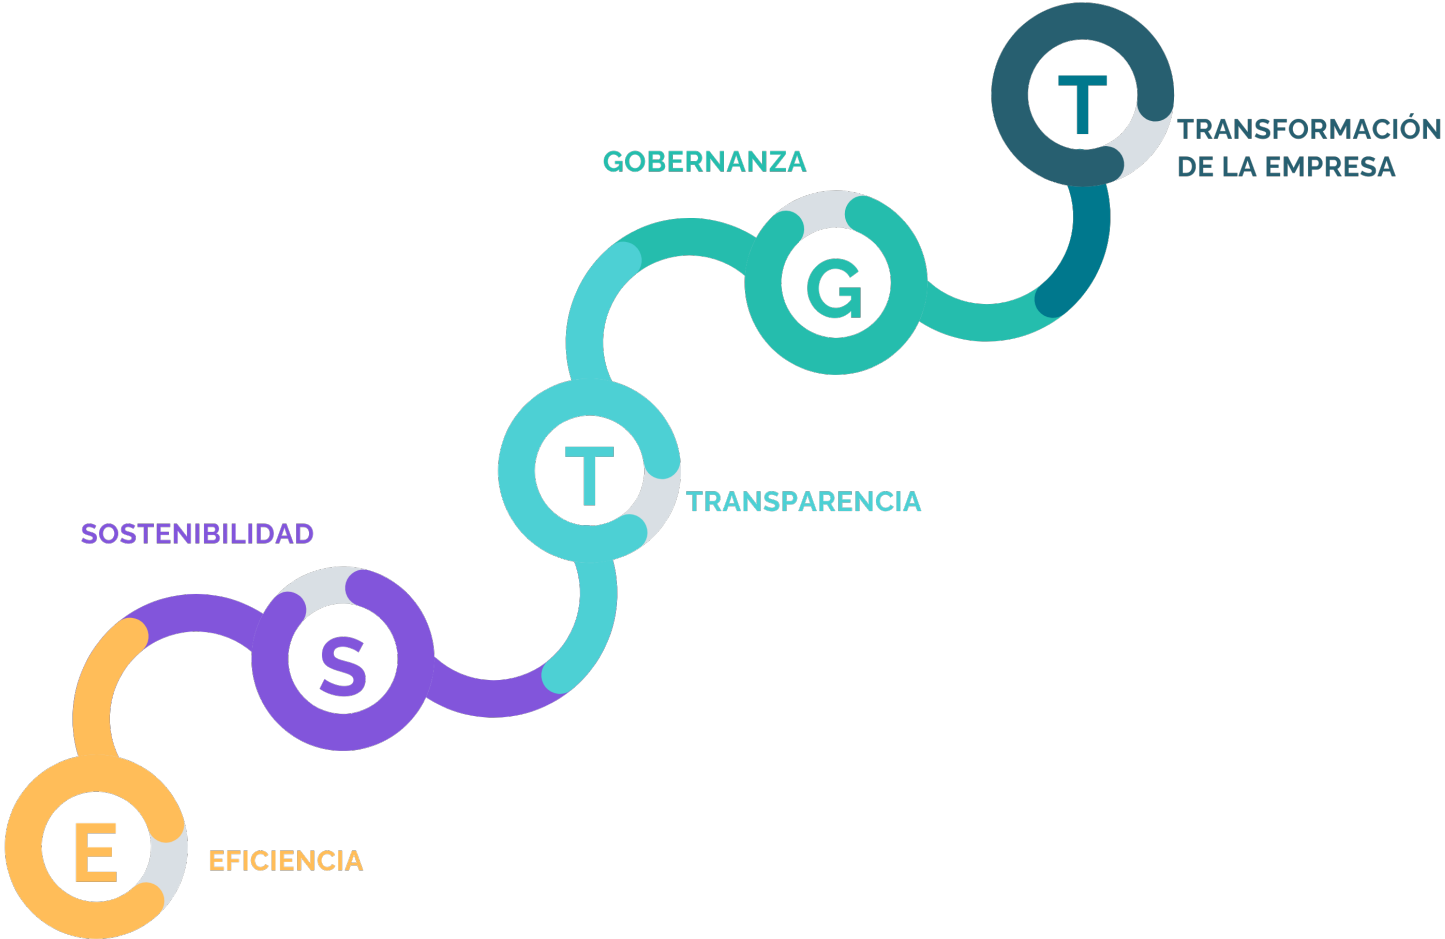 T
TRANSFORMACIÓN
DE LA EMPRESA
GOBERNANZA
G
T
TRANSPARENCIA
SOSTENIBILIDAD
S
E
EFICIENCIA